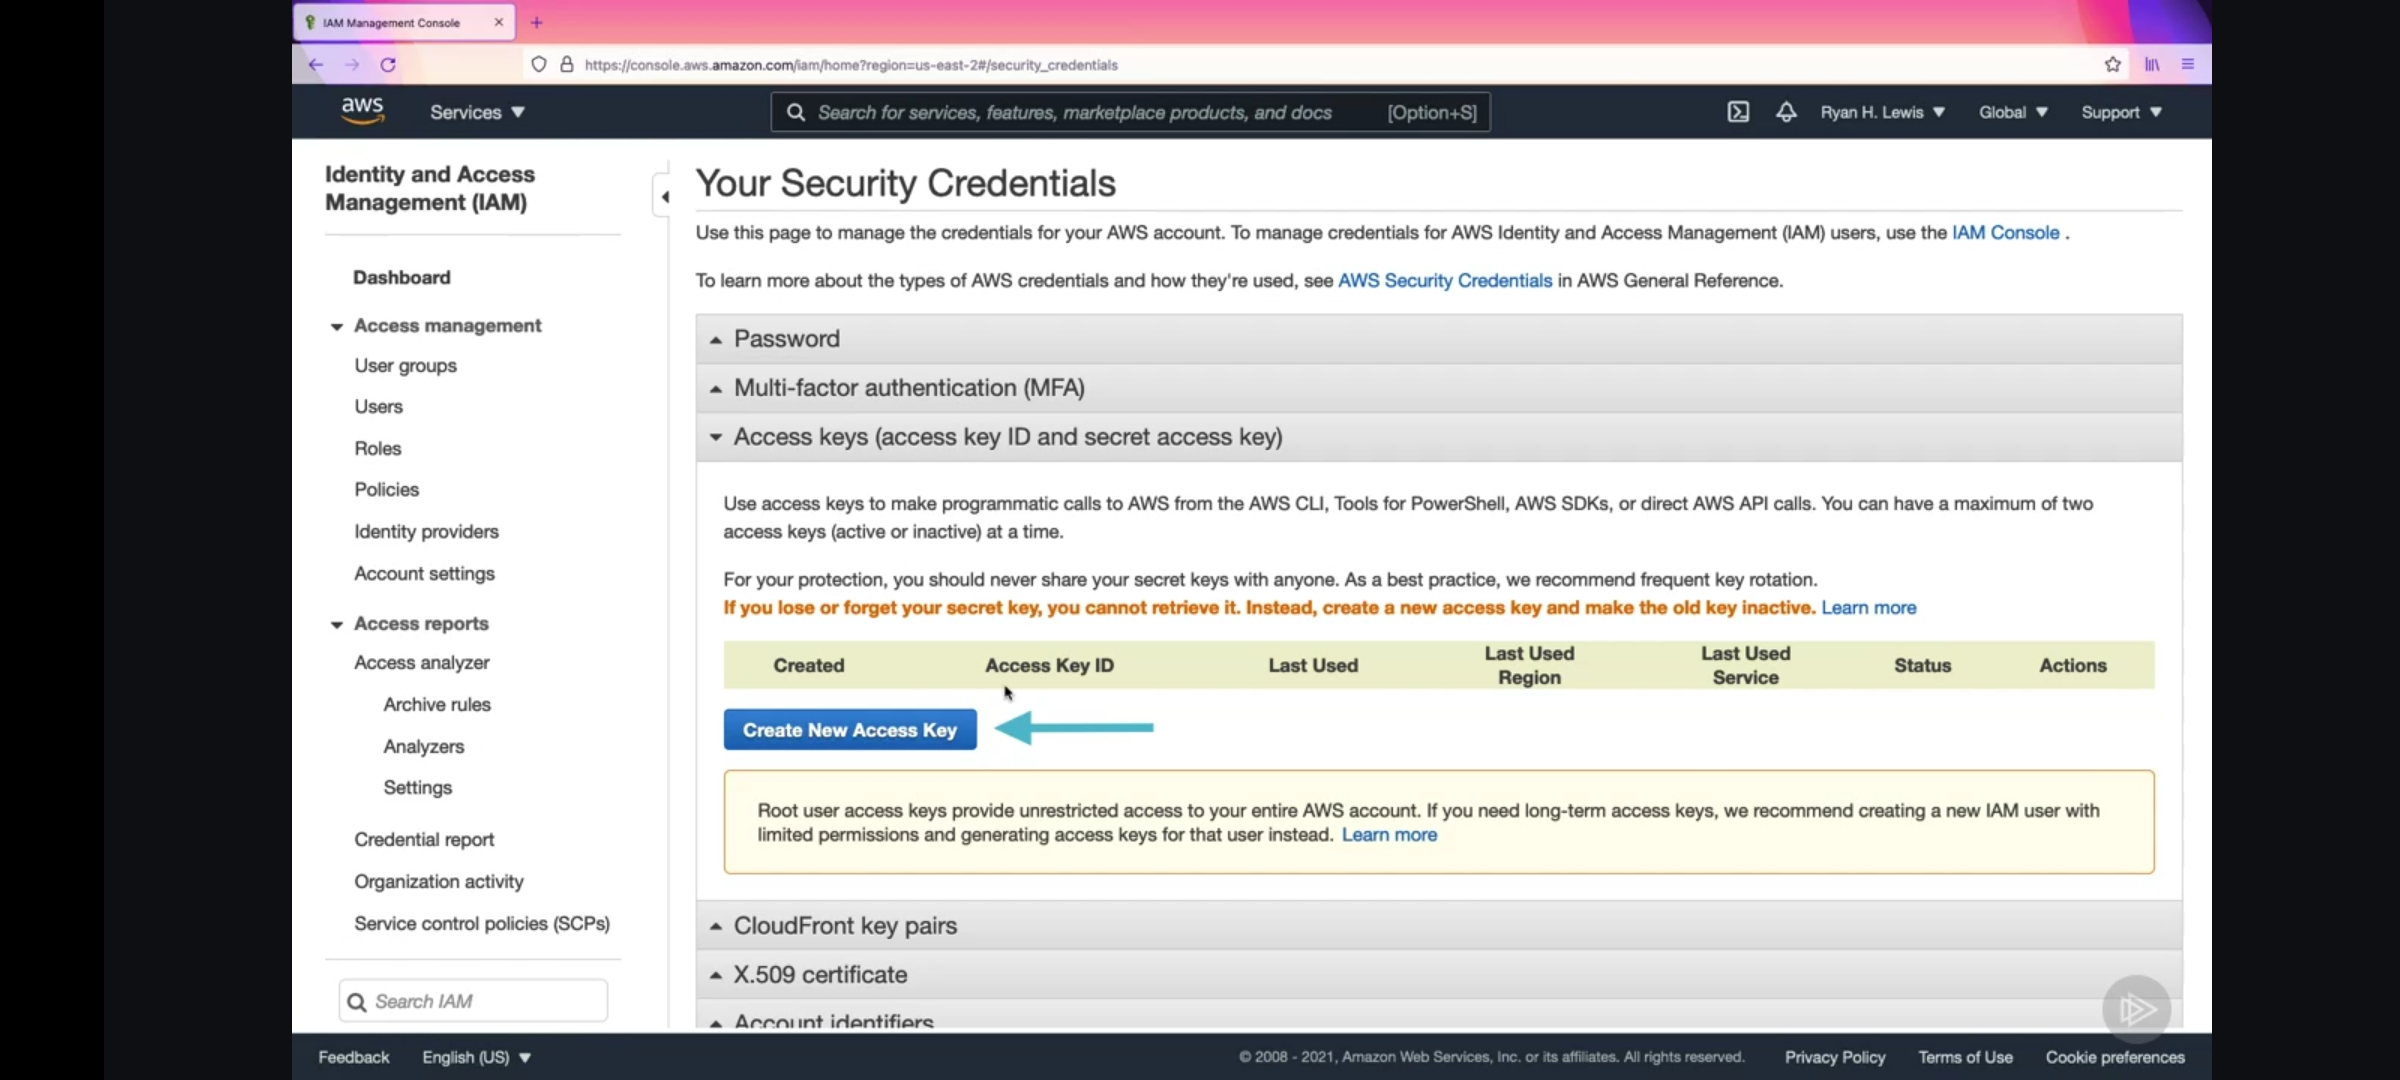 IAM Management Console
https://console.aws.amazon.com/iam/home?region=us-east-2#/security_credentials
aws
Services
Search for services, features, marketplace products, and docs
[Option+S]
Ryan H. Lewis
Global
Support
Identity and Access
Management (IAM)
Dashboard
Access management
User groups
Users
Roles
Policies
Identity providers
Account settings
Access reports
Access analyzer
Archive rules
Analyzers
Settings
Credential report
Organization activity
Service control policies (SCPs)
Search IAM
Your Security Credentials
Use this page to manage the credentials for your AWS account. To manage credentials for AWS Identity and Access Management (IAM) users, use the IAM Console .
To learn more about the types of AWS credentials and how they're used, see AWS Security Credentials in AWS General Reference.
Password
Multi-factor authentication (MFA)
Access keys (access key ID and secret access key)
Use access keys to make programmatic calls to AWS from the AWS CLI, Tools for PowerShell, AWS SDKs, or direct AWS API calls. You can have a maximum of two
access keys (active or inactive) at a time.
For your protection, you should never share your secret keys with anyone. As a best practice, we recommend frequent key rotation.
If you lose or forget your secret key, you cannot retrieve it. Instead, create a new access key and make the old key inactive. Learn more
Created
Access Key ID
Last Used
Last Used
Region
Last Used
Service
Status
Actions
Create New Access Key
Root user access keys provide unrestricted access to your entire AWS account. If you need long-term access keys, we recommend creating a new IAM user with
limited permissions and generating access keys for that user instead. Learn more
CloudFront key pairs
X.509 certificate
Account identifiers
Feedback
English (US)
© 2008 - 2021, Amazon Web Services, Inc. or its affiliates. All rights reserved.
Privacy Policy
Terms of Use
Cookie preferences